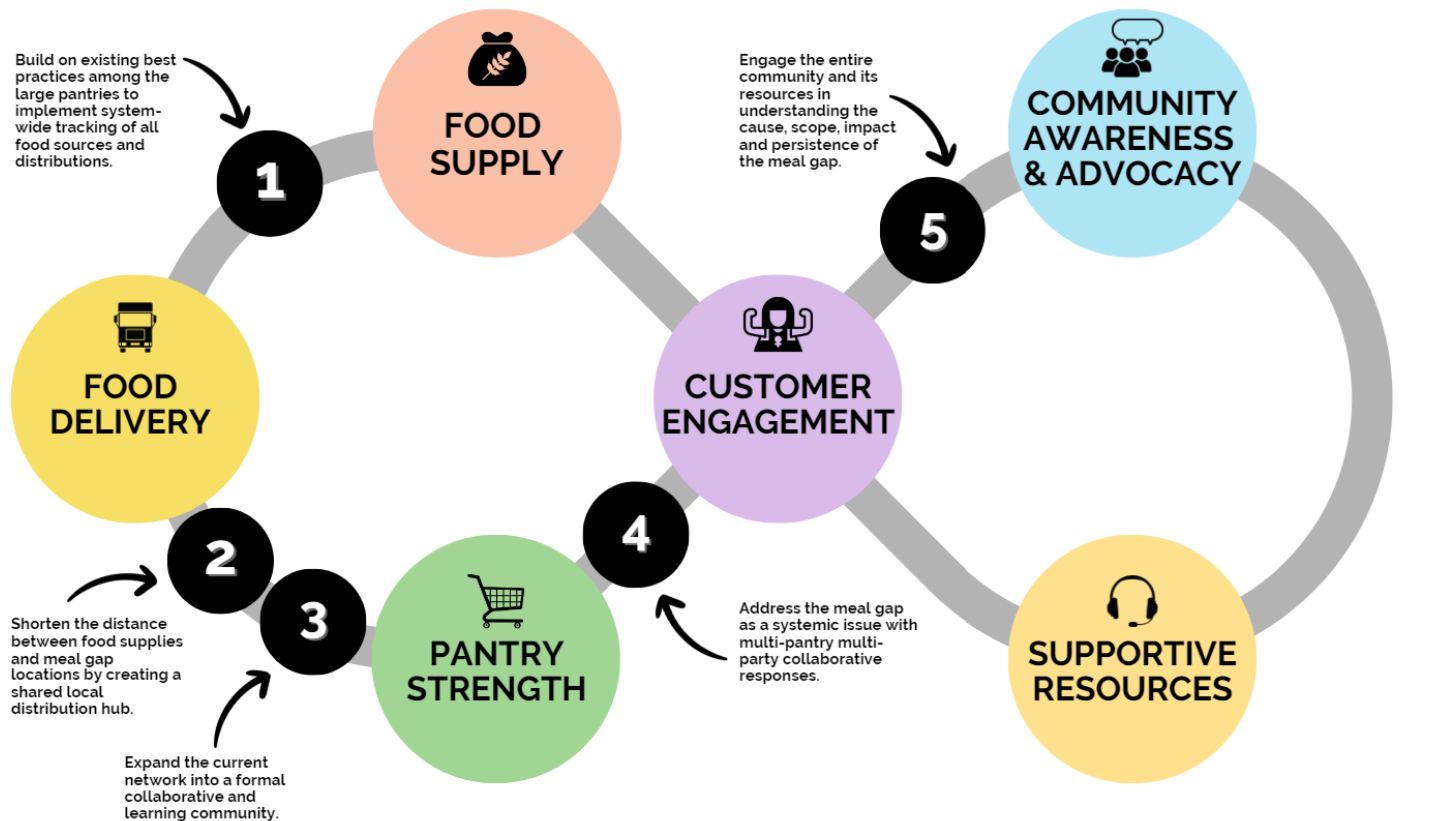 Build on existing best
practices among the
large pantries to
implement system-
wide tracking of all
food sources and
distributions.
1
FOOD
SUPPLY
Engage the entire
community and its
resources in
understanding the
cause, scope, impact
and persistence of
the meal gap.
5
COMMUNITY
AWARENESS
& ADVOCACY
FOOD
DELIVERY
CUSTOMER
ENGAGEMENT
2
3
4
Shorten the distance
between food supplies
and meal gap
locations by creating a
shared local
distribution hub.
Expand the current
network into a formal
collaborative and
learning community.
PANTRY
STRENGTH
Address the meal gap
as a systemic issue with
multi-pantry multi-
party collaborative
responses.
SUPPORTIVE
RESOURCES